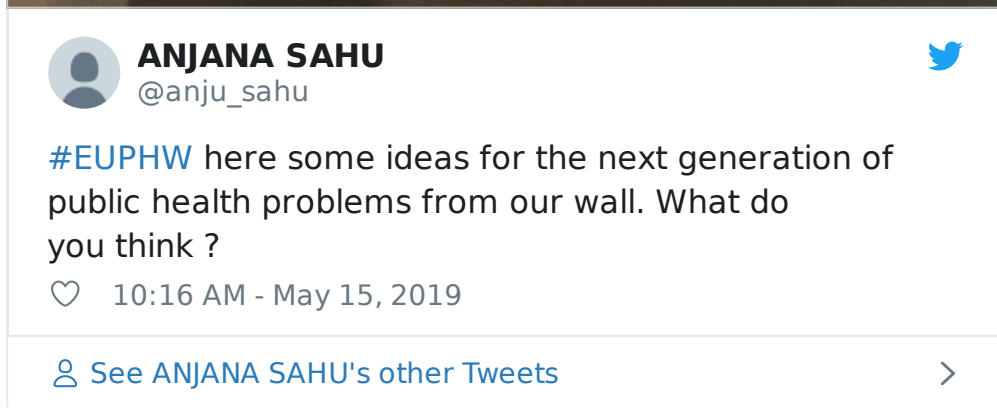 ANJANA SAHU
@anju_sahu
#EUPHW here some ideas for the next generation of
public health problems from our wall. What do
you think ?
10:16 AM - May 15, 2019
See ANJANA SAHU's other Tweets